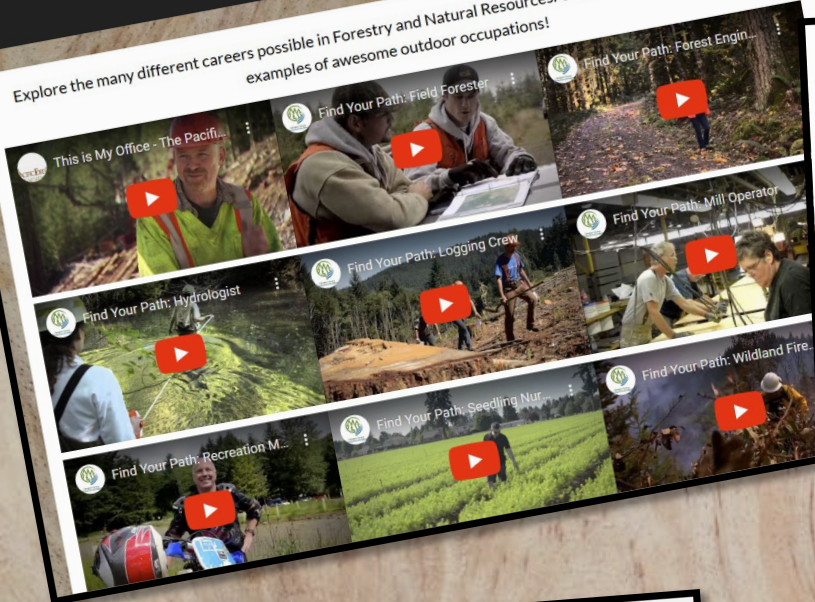 Explore the many different careers possible in Forestry and Natural Resources.
examples of awesome outdoor occupations!
This is My Office - The Pacifi...
Find Your Path: Field Forester
Find Your Path: Forest Engin...
Find Your Path: Hydrologist
Find Your Path: Logging Crew
Find Your Path: Mill Operator
Find Your Path: Recreation M...
Find Your Path: Seedling Nur...
Find Your Path: Wildland Fire...